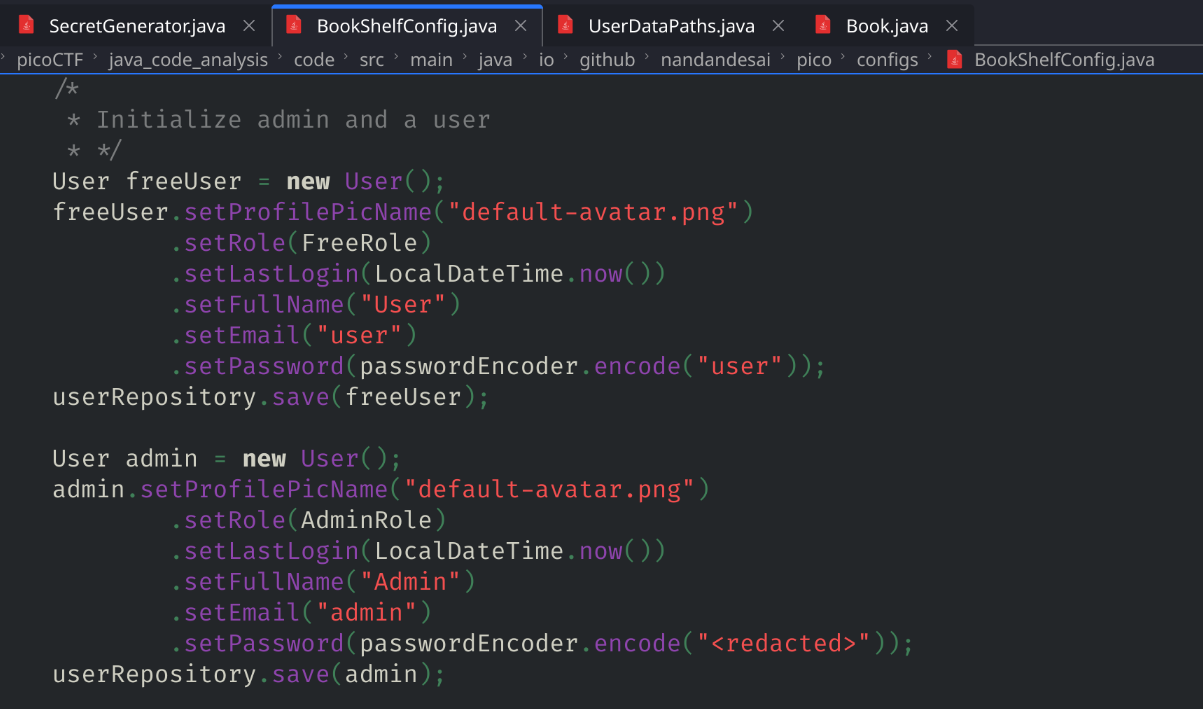 SecretGenerator.java × BookShelfConfig.java × UserDataPaths.java × Book.java ×
› picoCTF › java_code_analysis › code › src › main › java › io › github › nandandesai › pico › configs › BookShelfConfig.java
/*
 * Initialize admin and a user
 * */
User freeUser = new User();
freeUser.setProfilePicName("default-avatar.png")
        .setRole(FreeRole)
        .setLastLogin(LocalDateTime.now())
        .setFullName("User")
        .setEmail("user")
        .setPassword(passwordEncoder.encode("user"));
userRepository.save(freeUser);

User admin = new User();
admin.setProfilePicName("default-avatar.png")
        .setRole(AdminRole)
        .setLastLogin(LocalDateTime.now())
        .setFullName("Admin")
        .setEmail("admin")
        .setPassword(passwordEncoder.encode("<redacted>"));
userRepository.save(admin);